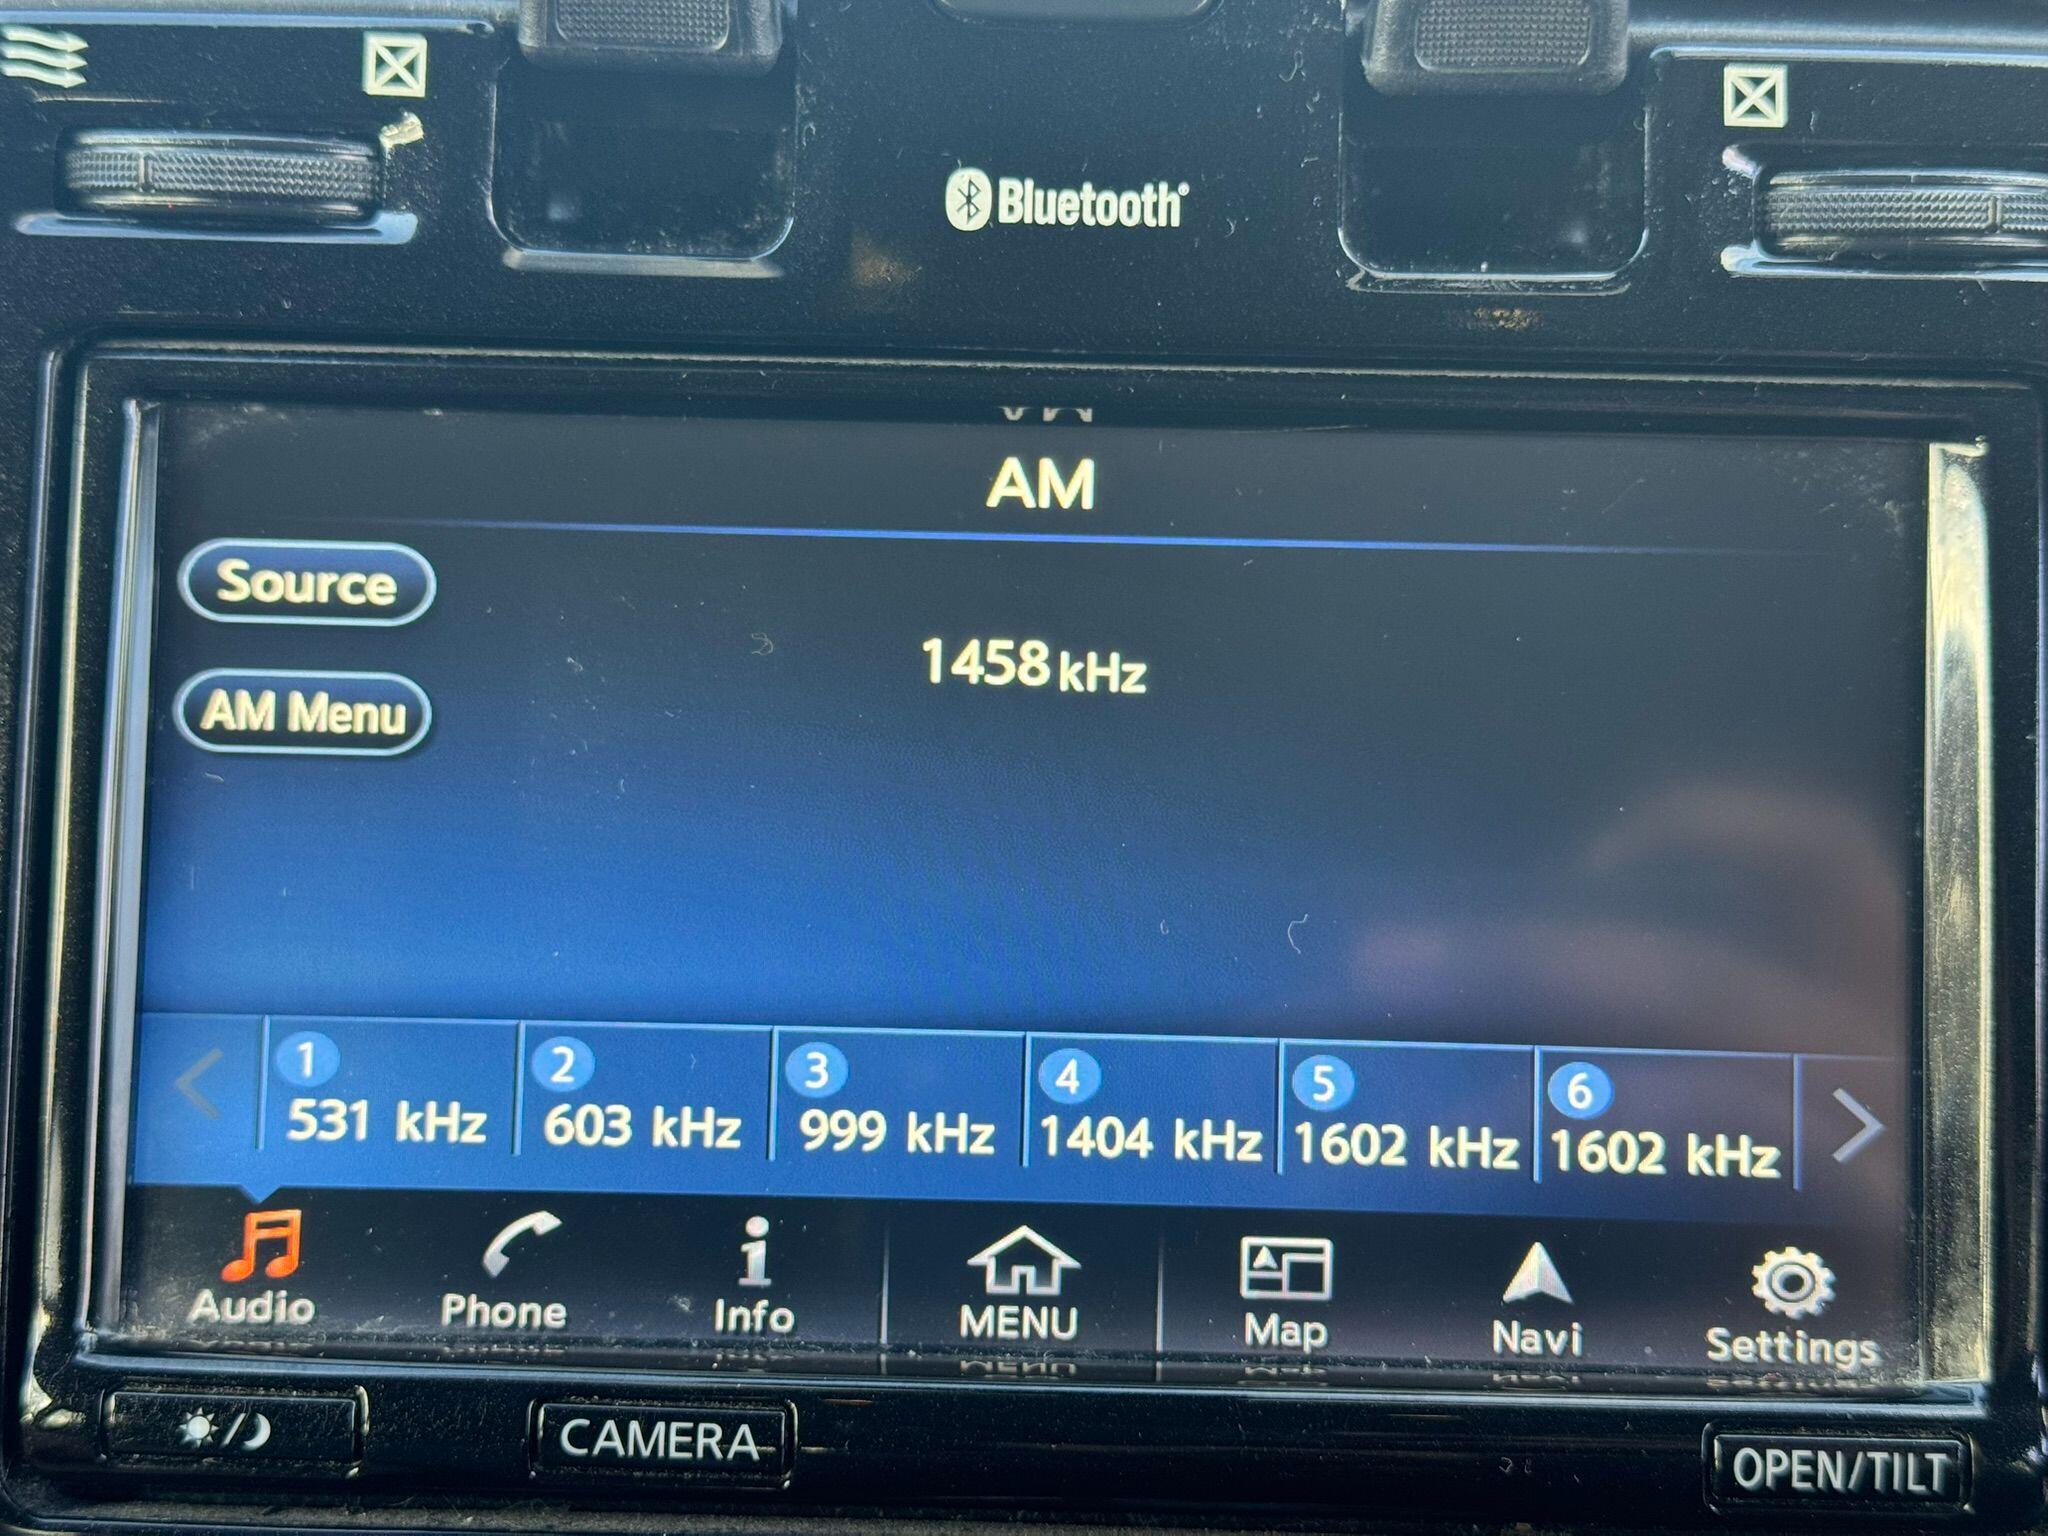 Bluetooth®
AM
Source
1458 kHz
AM Menu
1 2 3 4 5 6
531 kHz 603 kHz 999 kHz 1404 kHz 1602 kHz 1602 kHz
Audio Phone Info MENU Map Navi Settings
CAMERA OPEN/TILT